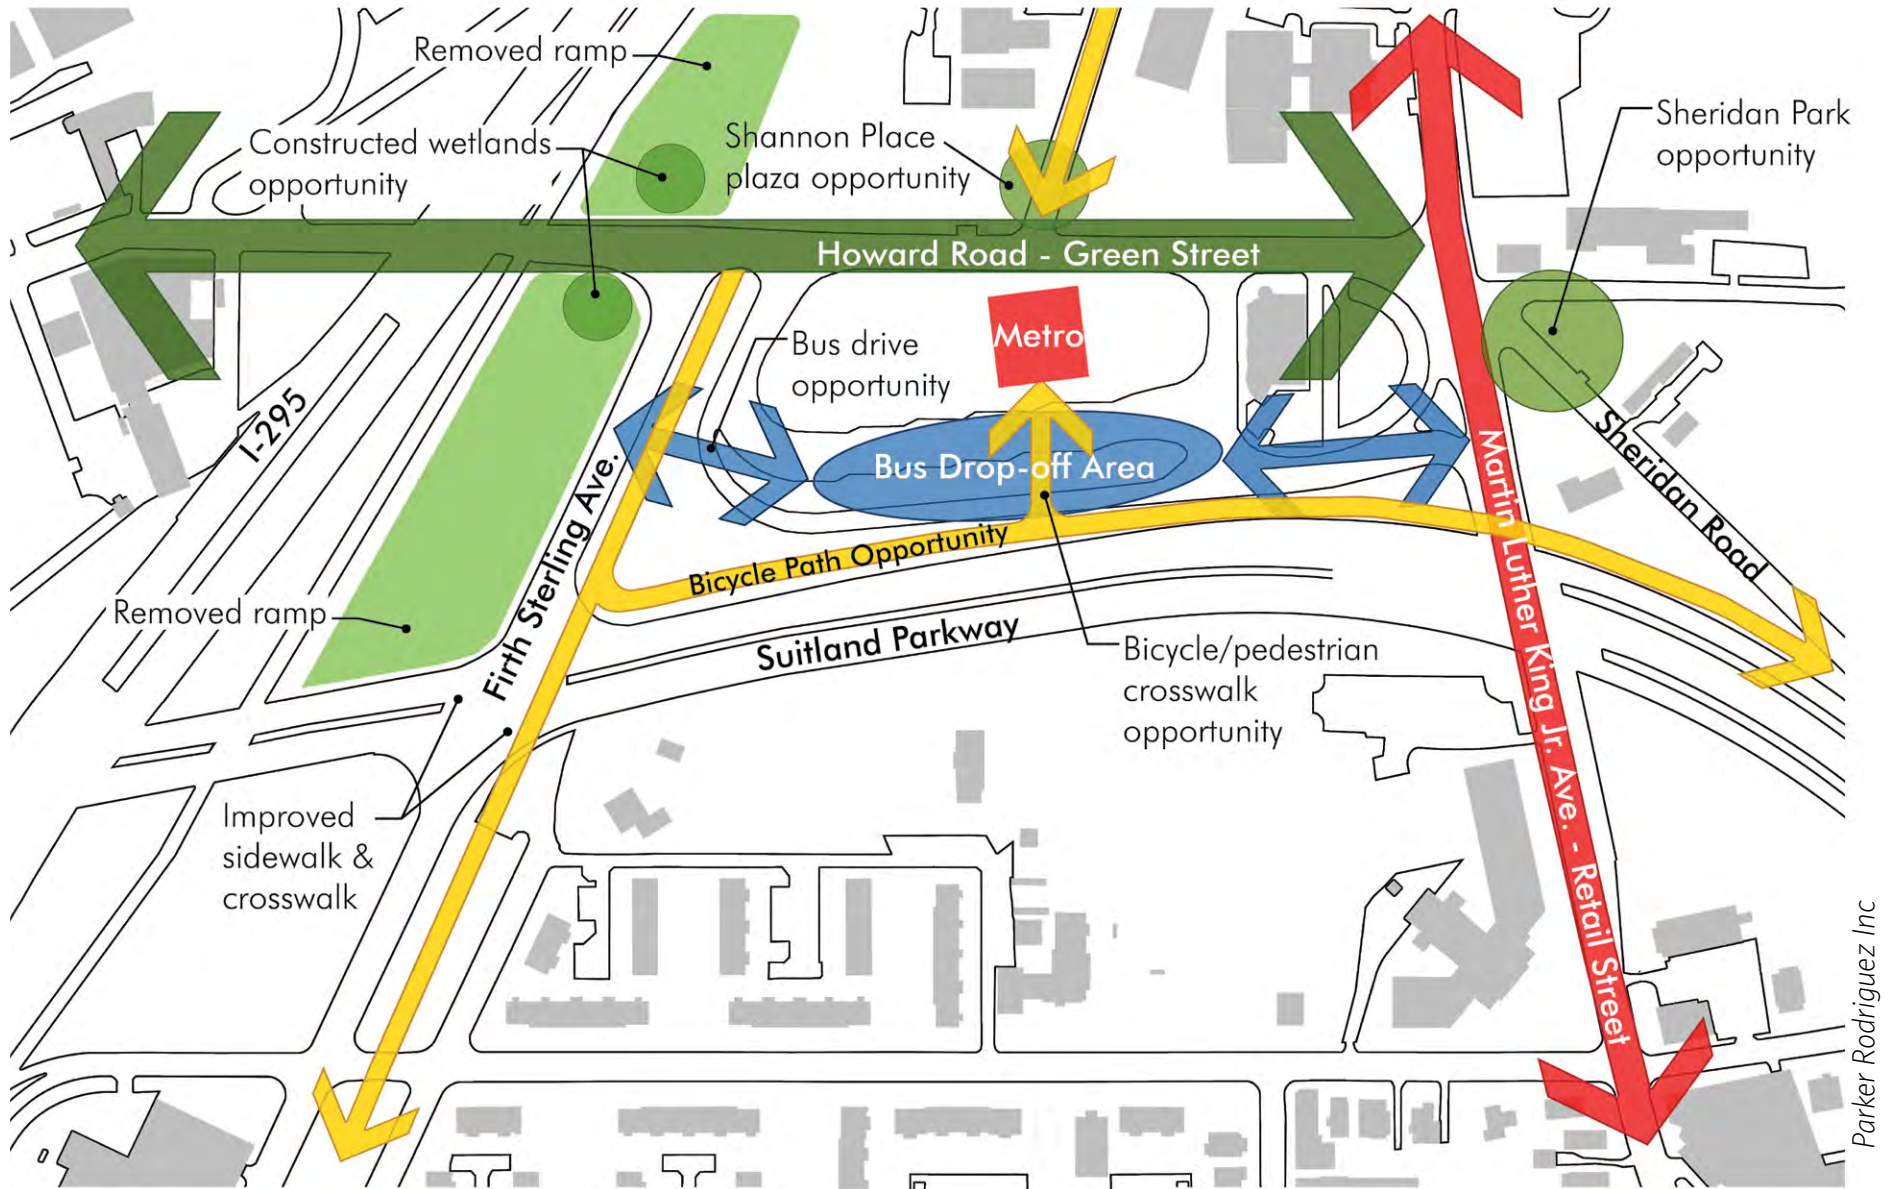 Removed ramp
Constructed wetlands
opportunity
Shannon Place
plaza opportunity
Sheridan Park
opportunity
Howard Road - Green Street
Metro
Bus drive
opportunity
I-295
Bus Drop-off Area
Firth Sterling Ave.
Bicycle Path Opportunity
Suitland Parkway
Martin Luther King Jr. Ave. - Retail Street
Sheridan Road
Removed ramp
Bicycle/pedestrian
crosswalk
opportunity
Improved
sidewalk &
crosswalk
Parker Rodriguez Inc